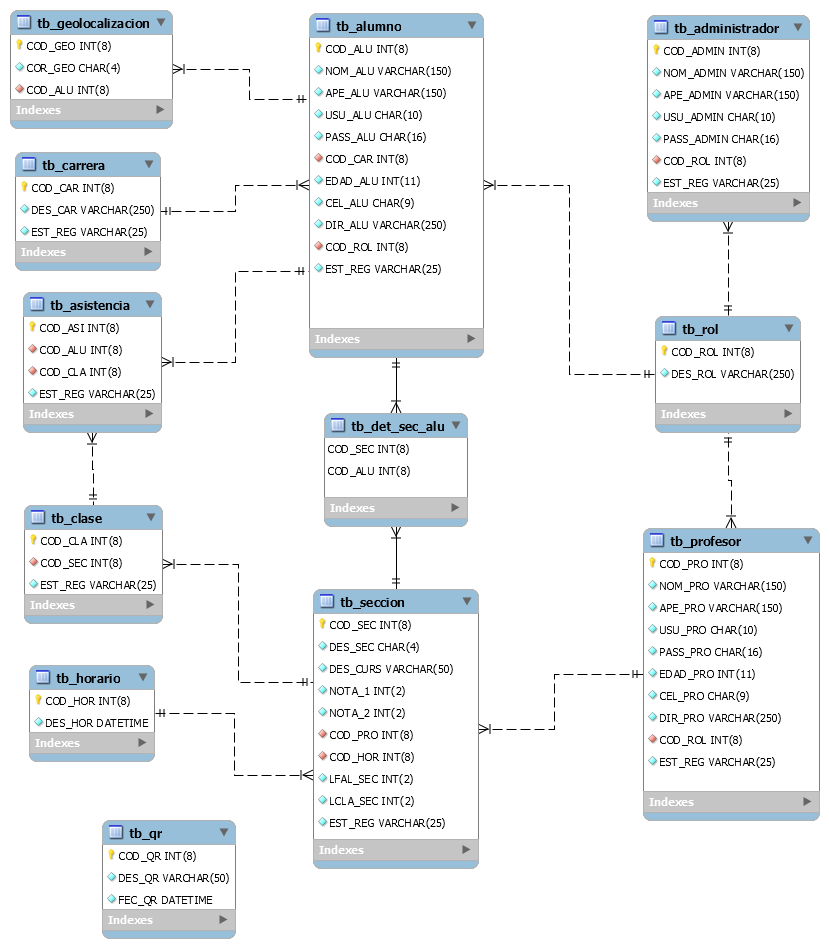 tb_geolocalizacion
COD_GEO INT(8)
COR_GEO CHAR(4)
COD_ALU INT(8)
Indexes
tb_alumno
COD_ALU INT(8)
NOM_ALU VARCHAR(150)
APE_ALU VARCHAR(150)
USU_ALU CHAR(10)
PASS_ALU CHAR(16)
COD_CAR INT(8)
EDAD_ALU INT(11)
CEL_ALU CHAR(9)
DIR_ALU VARCHAR(250)
COD_ROL INT(8)
EST_REG VARCHAR(25)
Indexes
tb_administrador
COD_ADMIN INT(8)
NOM_ADMIN VARCHAR(150)
APE_ADMIN VARCHAR(150)
USU_ADMIN CHAR(10)
PASS_ADMIN CHAR(16)
COD_ROL INT(8)
EST_REG VARCHAR(25)
Indexes
tb_carrera
COD_CAR INT(8)
DES_CAR VARCHAR(250)
EST_REG VARCHAR(25)
Indexes
tb_asistencia
COD_ASI INT(8)
COD_ALU INT(8)
COD_CLA INT(8)
EST_REG VARCHAR(25)
Indexes
tb_rol
COD_ROL INT(8)
DES_ROL VARCHAR(250)
Indexes
tb_det_sec_alu
COD_SEC INT(8)
COD_ALU INT(8)
Indexes
tb_clase
COD_CLA INT(8)
COD_SEC INT(8)
EST_REG VARCHAR(25)
Indexes
tb_profesor
COD_PRO INT(8)
NOM_PRO VARCHAR(150)
APE_PRO VARCHAR(150)
USU_PRO CHAR(10)
PASS_PRO CHAR(16)
EDAD_PRO INT(11)
CEL_PRO CHAR(9)
DIR_PRO VARCHAR(250)
COD_ROL INT(8)
EST_REG VARCHAR(25)
Indexes
tb_seccion
COD_SEC INT(8)
DES_SEC CHAR(4)
DES_CURS VARCHAR(50)
NOTA_1 INT(2)
NOTA_2 INT(2)
COD_PRO INT(8)
COD_HOR INT(8)
LFAL_SEC INT(2)
LCLA_SEC INT(2)
EST_REG VARCHAR(25)
Indexes
tb_horario
COD_HOR INT(8)
DES_HOR DATETIME
Indexes
tb_qr
COD_QR INT(8)
DES_QR VARCHAR(50)
FEC_QR DATETIME
Indexes